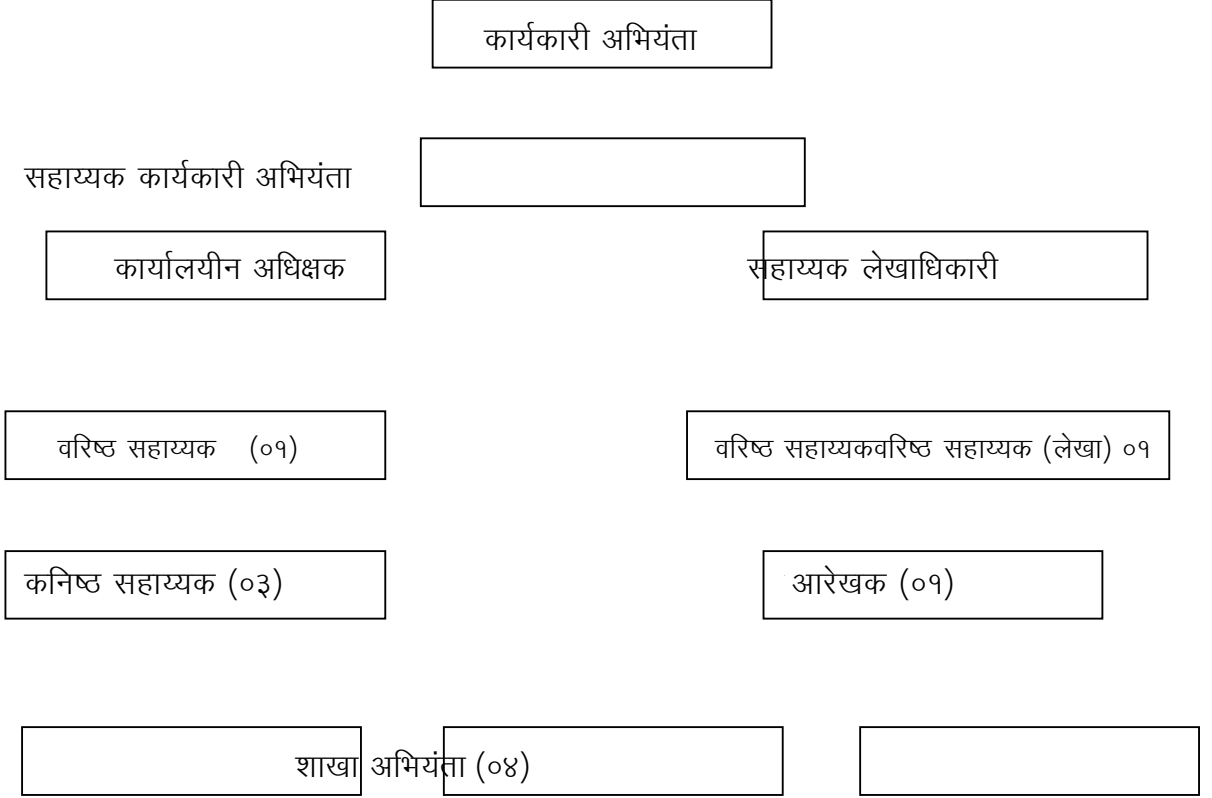 कार्यकारी अभियंता
सहाय्यक कार्यकारी अभियंता
कार्यालयीन अधिक्षक
सहाय्यक लेखाधिकारी
वरिष्ठ सहाय्यक (०१)
वरिष्ठ सहाय्यकवरिष्ठ सहाय्यक (लेखा) ०१
कनिष्ठ सहाय्यक (०३)
आरेखक (०१)
शाखा अभियंता (०४)